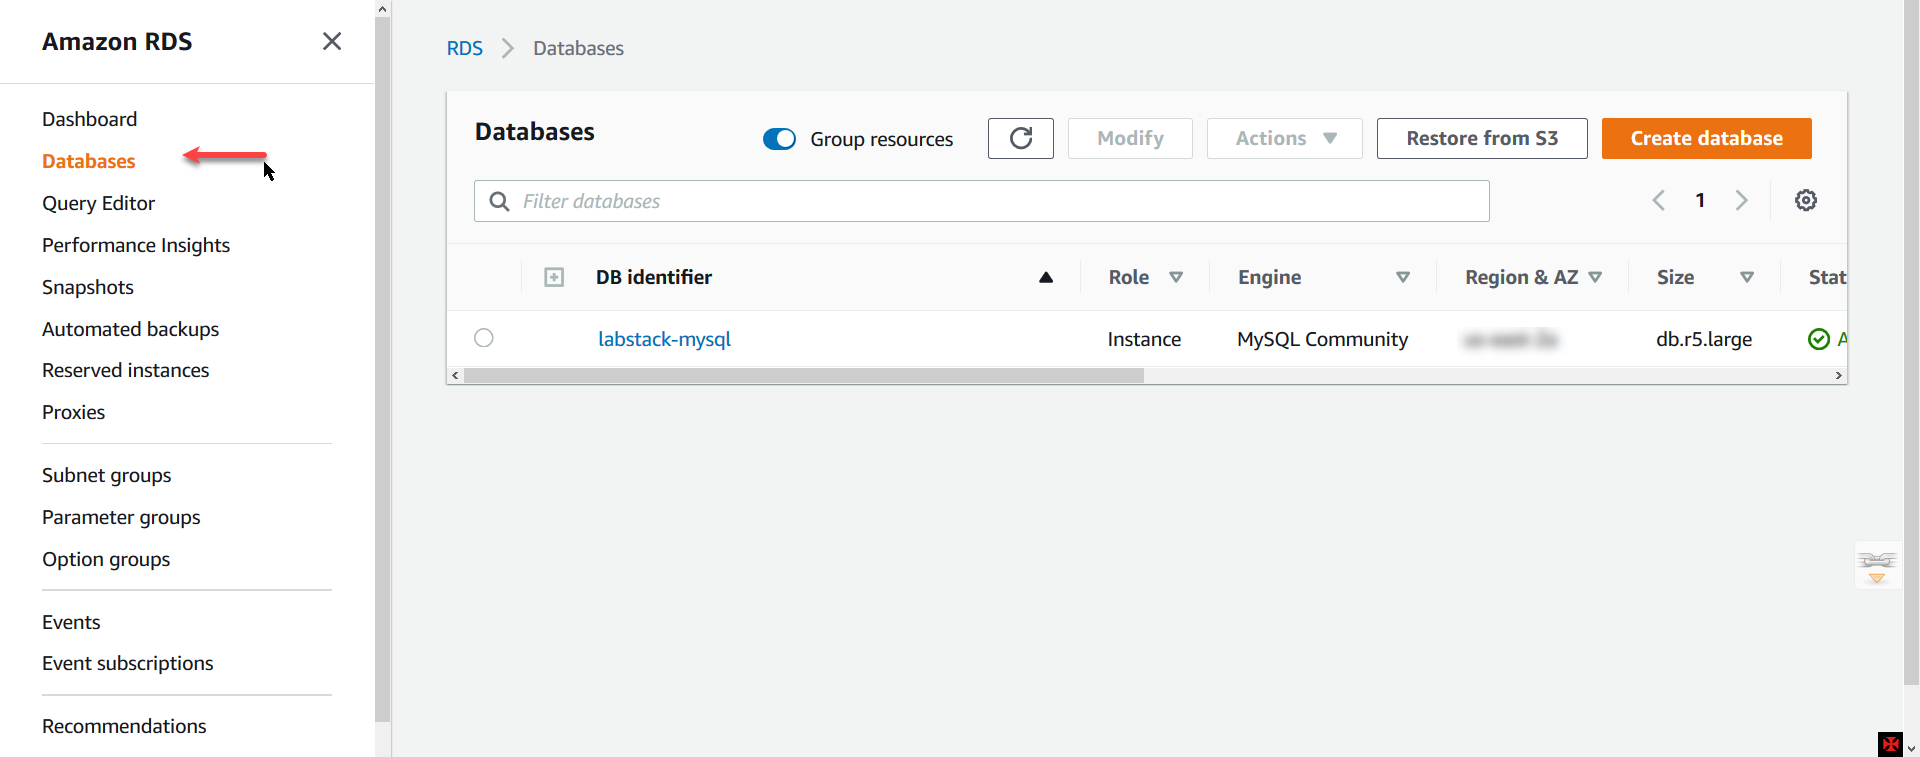 Amazon RDS
Dashboard
Databases
Query Editor
Performance Insights
Snapshots
Automated backups
Reserved instances
Proxies
Subnet groups
Parameter groups
Option groups
Events
Event subscriptions
Recommendations
RDS Databases
Databases Group resources Modify Actions Restore from S3 Create database
Filter databases 1
DB identifier Role Engine Region & AZ Size Stat
labstack-mysql Instance MySQL Community db.r5.large A